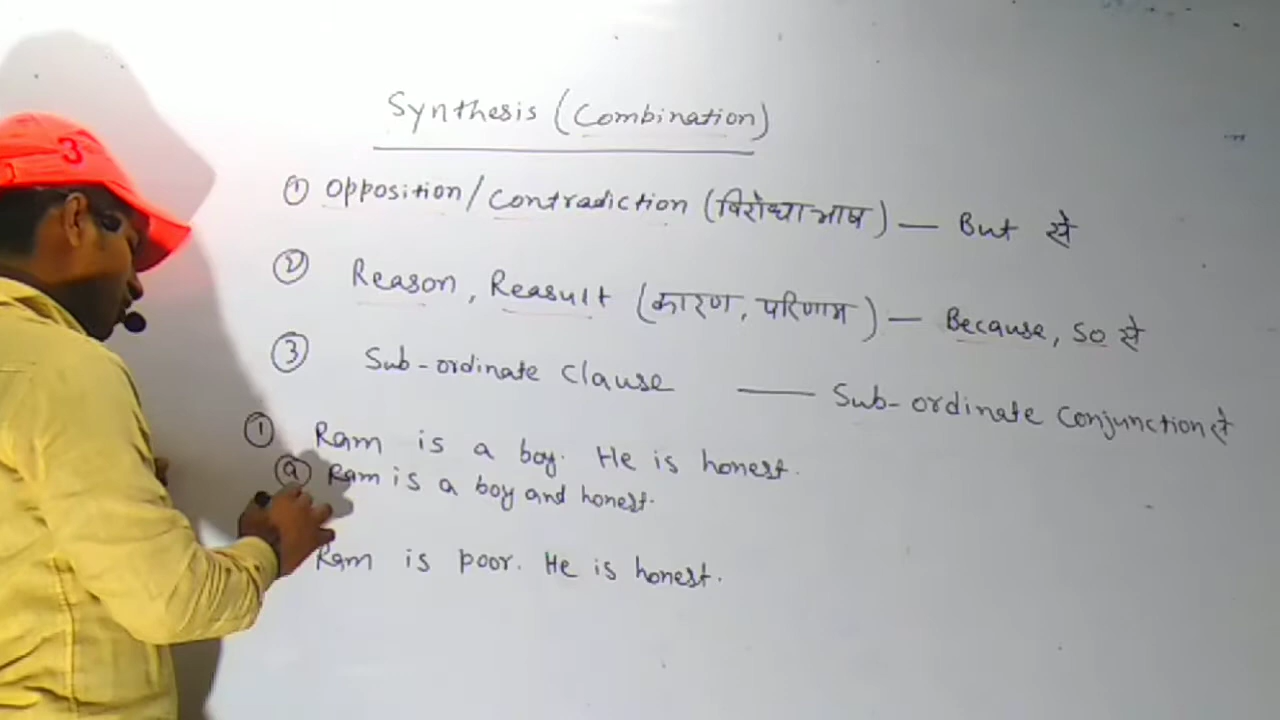 3
Synthesis (Combination)
① Opposition/Contradiction (विरोधाभाष) — But से
② Reason, Reasult (कारण, परिणाम) — Because, So से
③ Sub-ordinate Clause — Sub-ordinate Conjunction से
① Ram is a boy. He is honest.
ⓐ Ram is a boy and honest.
Ram is poor. He is honest.